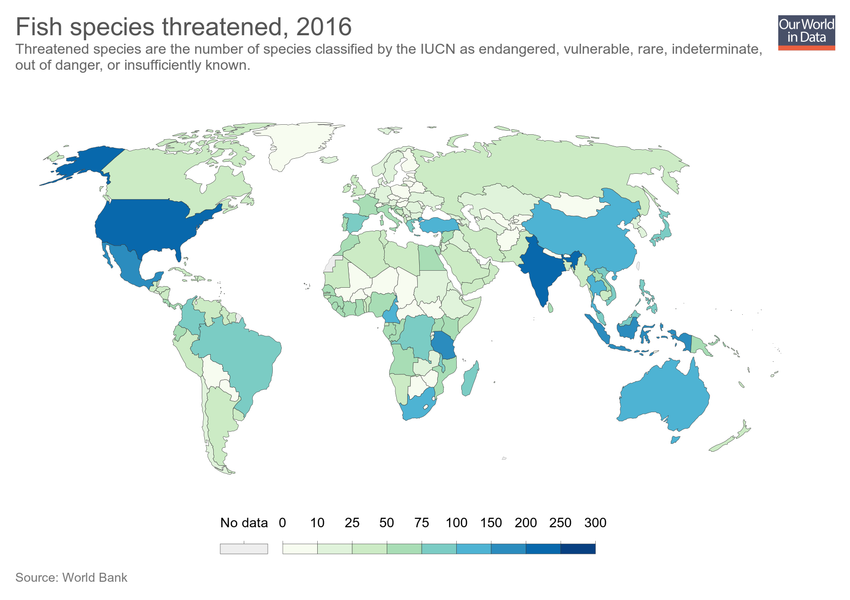 Fish species threatened, 2016
Our World
in Data
Threatened species are the number of species classified by the IUCN as endangered, vulnerable, rare, indeterminate,
out of danger, or insufficiently known.
No data 0 10 25 50 75 100 150 200 250 300
Source: World Bank